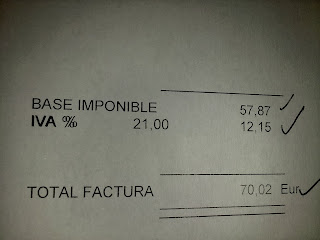 BASE IMPONIBLE 57,87
IVA ‰ 21,00 12,15
TOTAL FACTURA 70,02 Eur